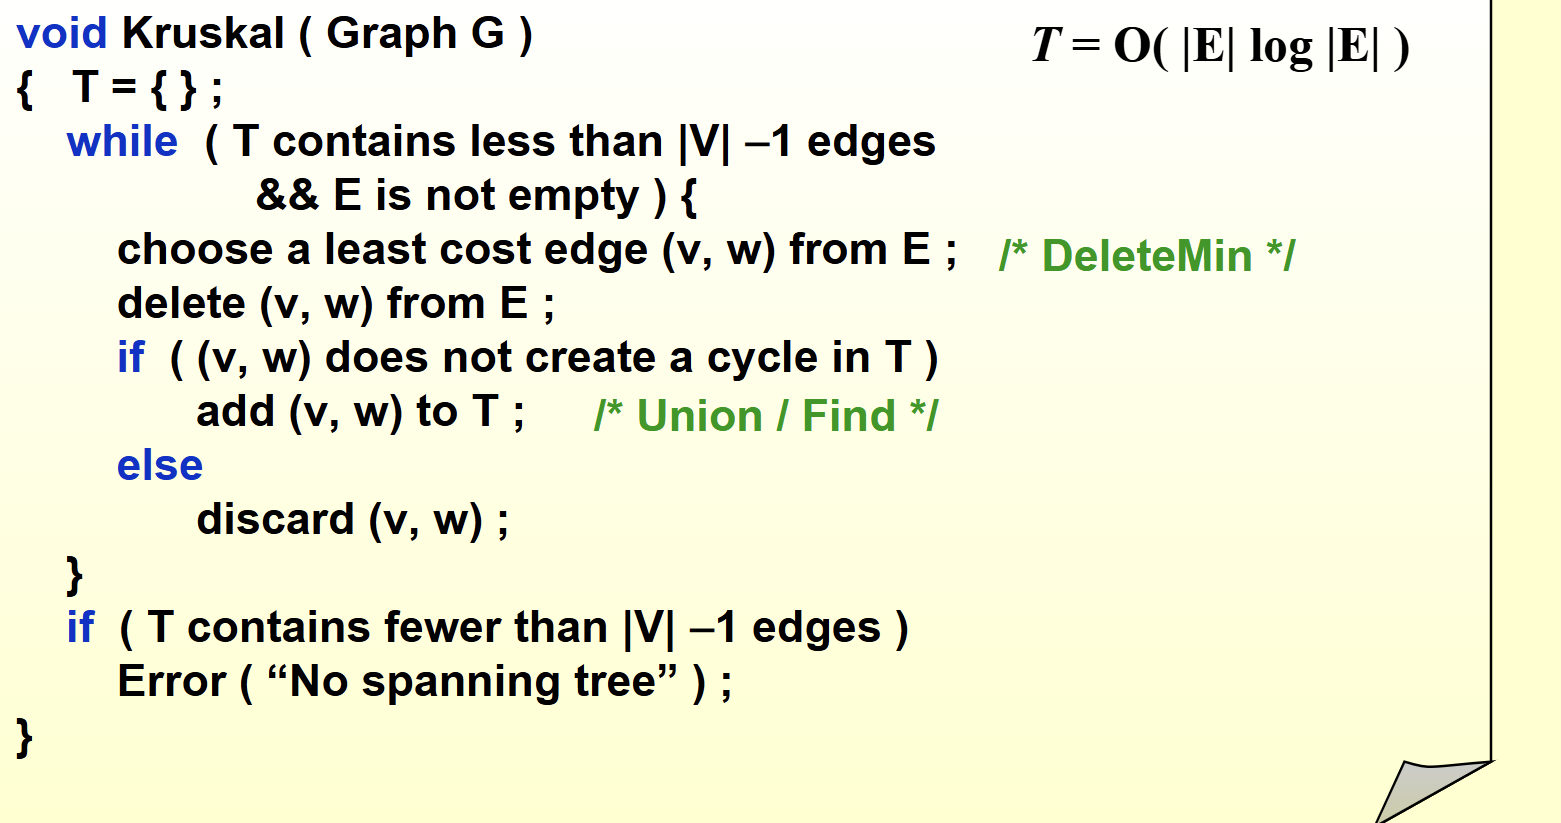 void Kruskal ( Graph G )
T = O( |E| log |E| )
{ T = { } ;
while ( T contains less than |V| –1 edges
&& E is not empty ) {
choose a least cost edge (v, w) from E ; /* DeleteMin */
delete (v, w) from E ;
if ( (v, w) does not create a cycle in T )
add (v, w) to T ; /* Union / Find */
else
discard (v, w) ;
}
if ( T contains fewer than |V| –1 edges )
Error ( “No spanning tree” ) ;
}